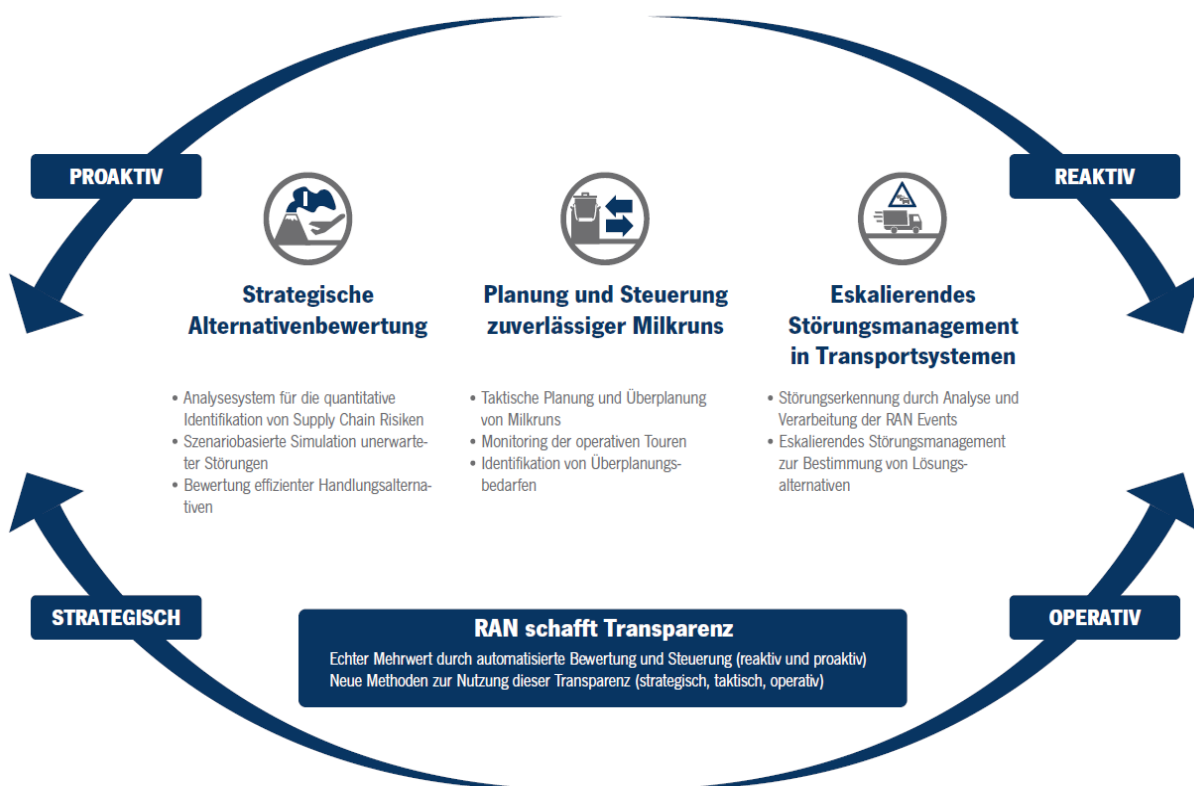 PROAKTIV
REAKTIV
Strategische
Alternativenbewertung
• Analysesystem für die quantitative
Identifikation von Supply Chain Risiken
• Szenariobasierte Simulation unerwarte-
ter Störungen
• Bewertung effizienter Handlungsalterna-
tiven
Planung und Steuerung
zuverlässiger Milkruns
• Taktische Planung und Überplanung
von Milkruns
• Monitoring der operativen Touren
• Identifikation von Überplanungs-
bedarfen
Eskalierendes
Störungsmanagement
in Transportsystemen
• Störungserkennung durch Analyse und
Verarbeitung der RAN Events
• Eskalierendes Störungsmanagement
zur Bestimmung von Lösungs-
alternativen
STRATEGISCH
OPERATIV
RAN schafft Transparenz
Echter Mehrwert durch automatisierte Bewertung und Steuerung (reaktiv und proaktiv)
Neue Methoden zur Nutzung dieser Transparenz (strategisch, taktisch, operativ)